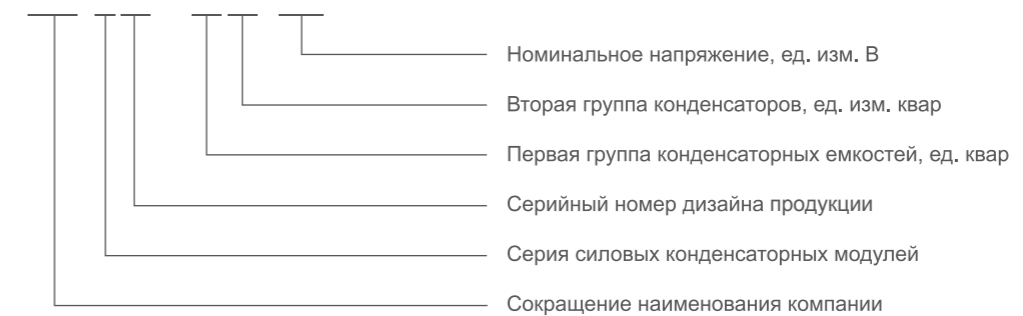 Номинальное напряжение, ед. изм. В
Вторая группа конденсаторов, ед. изм. квар
Первая группа конденсаторных емкостей, ед. квар
Серийный номер дизайна продукции
Серия силовых конденсаторных модулей
Сокращение наименования компании